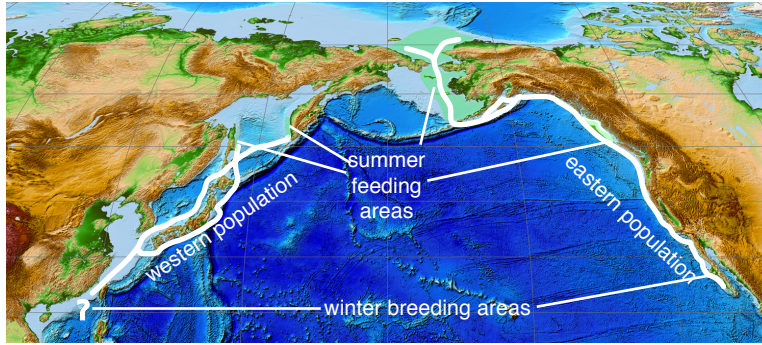 summer
feeding
areas
western population
eastern population
?
winter breeding areas